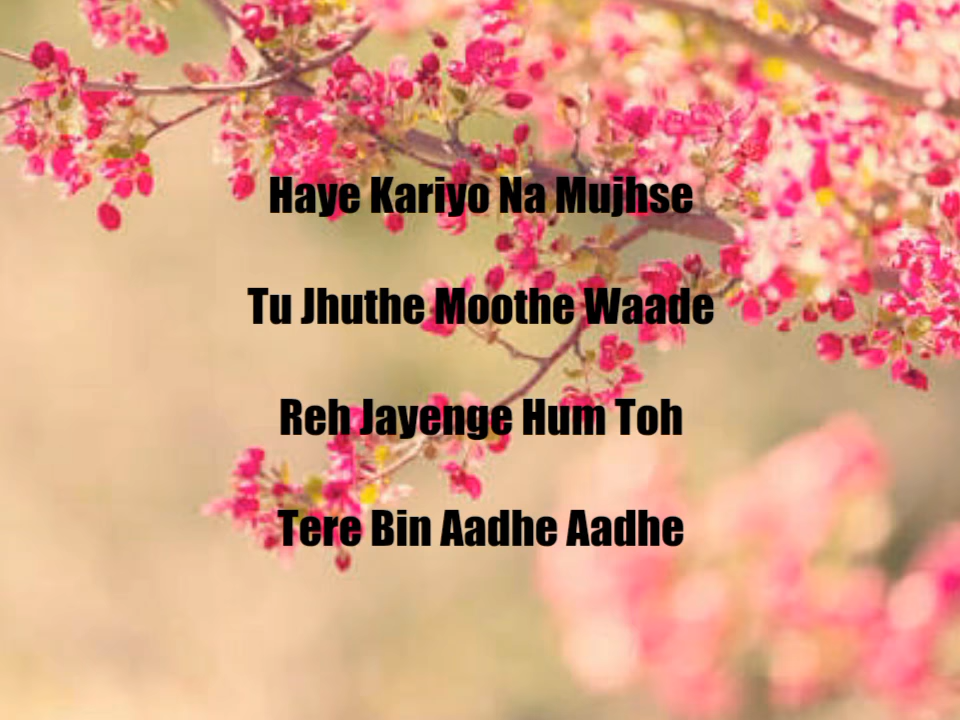 Haye Kariyo Na Mujhse
Tu Jhuthe Moothe Waade
Reh Jayenge Hum Toh
Tere Bin Aadhe Aadhe